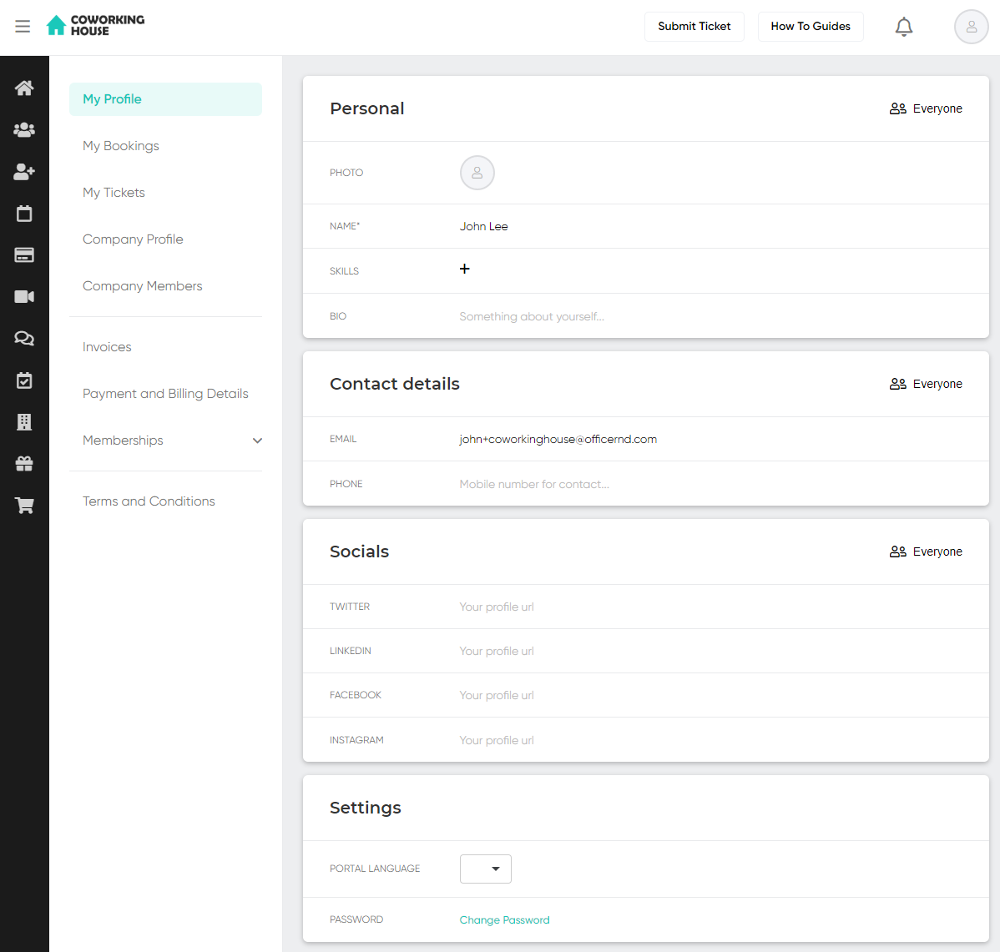 COWORKING
HOUSE
Submit Ticket
How To Guides
My Profile
My Bookings
My Tickets
Company Profile
Company Members
Invoices
Payment and Billing Details
Memberships
Terms and Conditions
Personal
Everyone
PHOTO
NAME*
John Lee
SKILLS
+
BIO
Something about yourself...
Contact details
Everyone
EMAIL
john+coworkinghouse@officernd.com
PHONE
Mobile number for contact...
Socials
Everyone
TWITTER
Your profile url
LINKEDIN
Your profile url
FACEBOOK
Your profile url
INSTAGRAM
Your profile url
Settings
PORTAL LANGUAGE
PASSWORD
Change Password